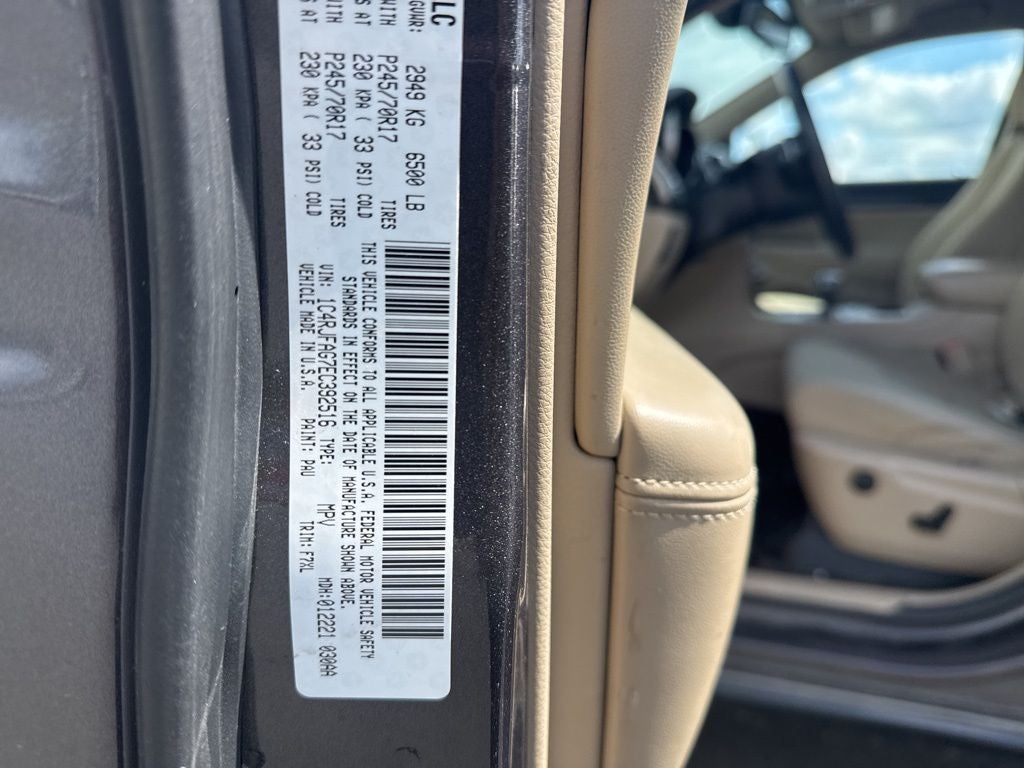 LC
GVWR: 2949 KG 6500 LB
WITH P245/70R17 TIRES
S AT 230 KPA ( 33 PSI) COLD
WITH P245/70R17 TIRES
S AT 230 KPA ( 33 PSI) COLD
THIS VEHICLE CONFORMS TO ALL APPLICABLE U.S.A. FEDERAL MOTOR VEHICLE SAFETY
STANDARDS IN EFFECT ON THE DATE OF MANUFACTURE SHOWN ABOVE.
VIN: 1C4RJFAG7EC392516 TYPE: MPV MDH:012221 030AA
VEHICLE MADE IN U.S.A. PAINT: PAU TRIM: F7XL